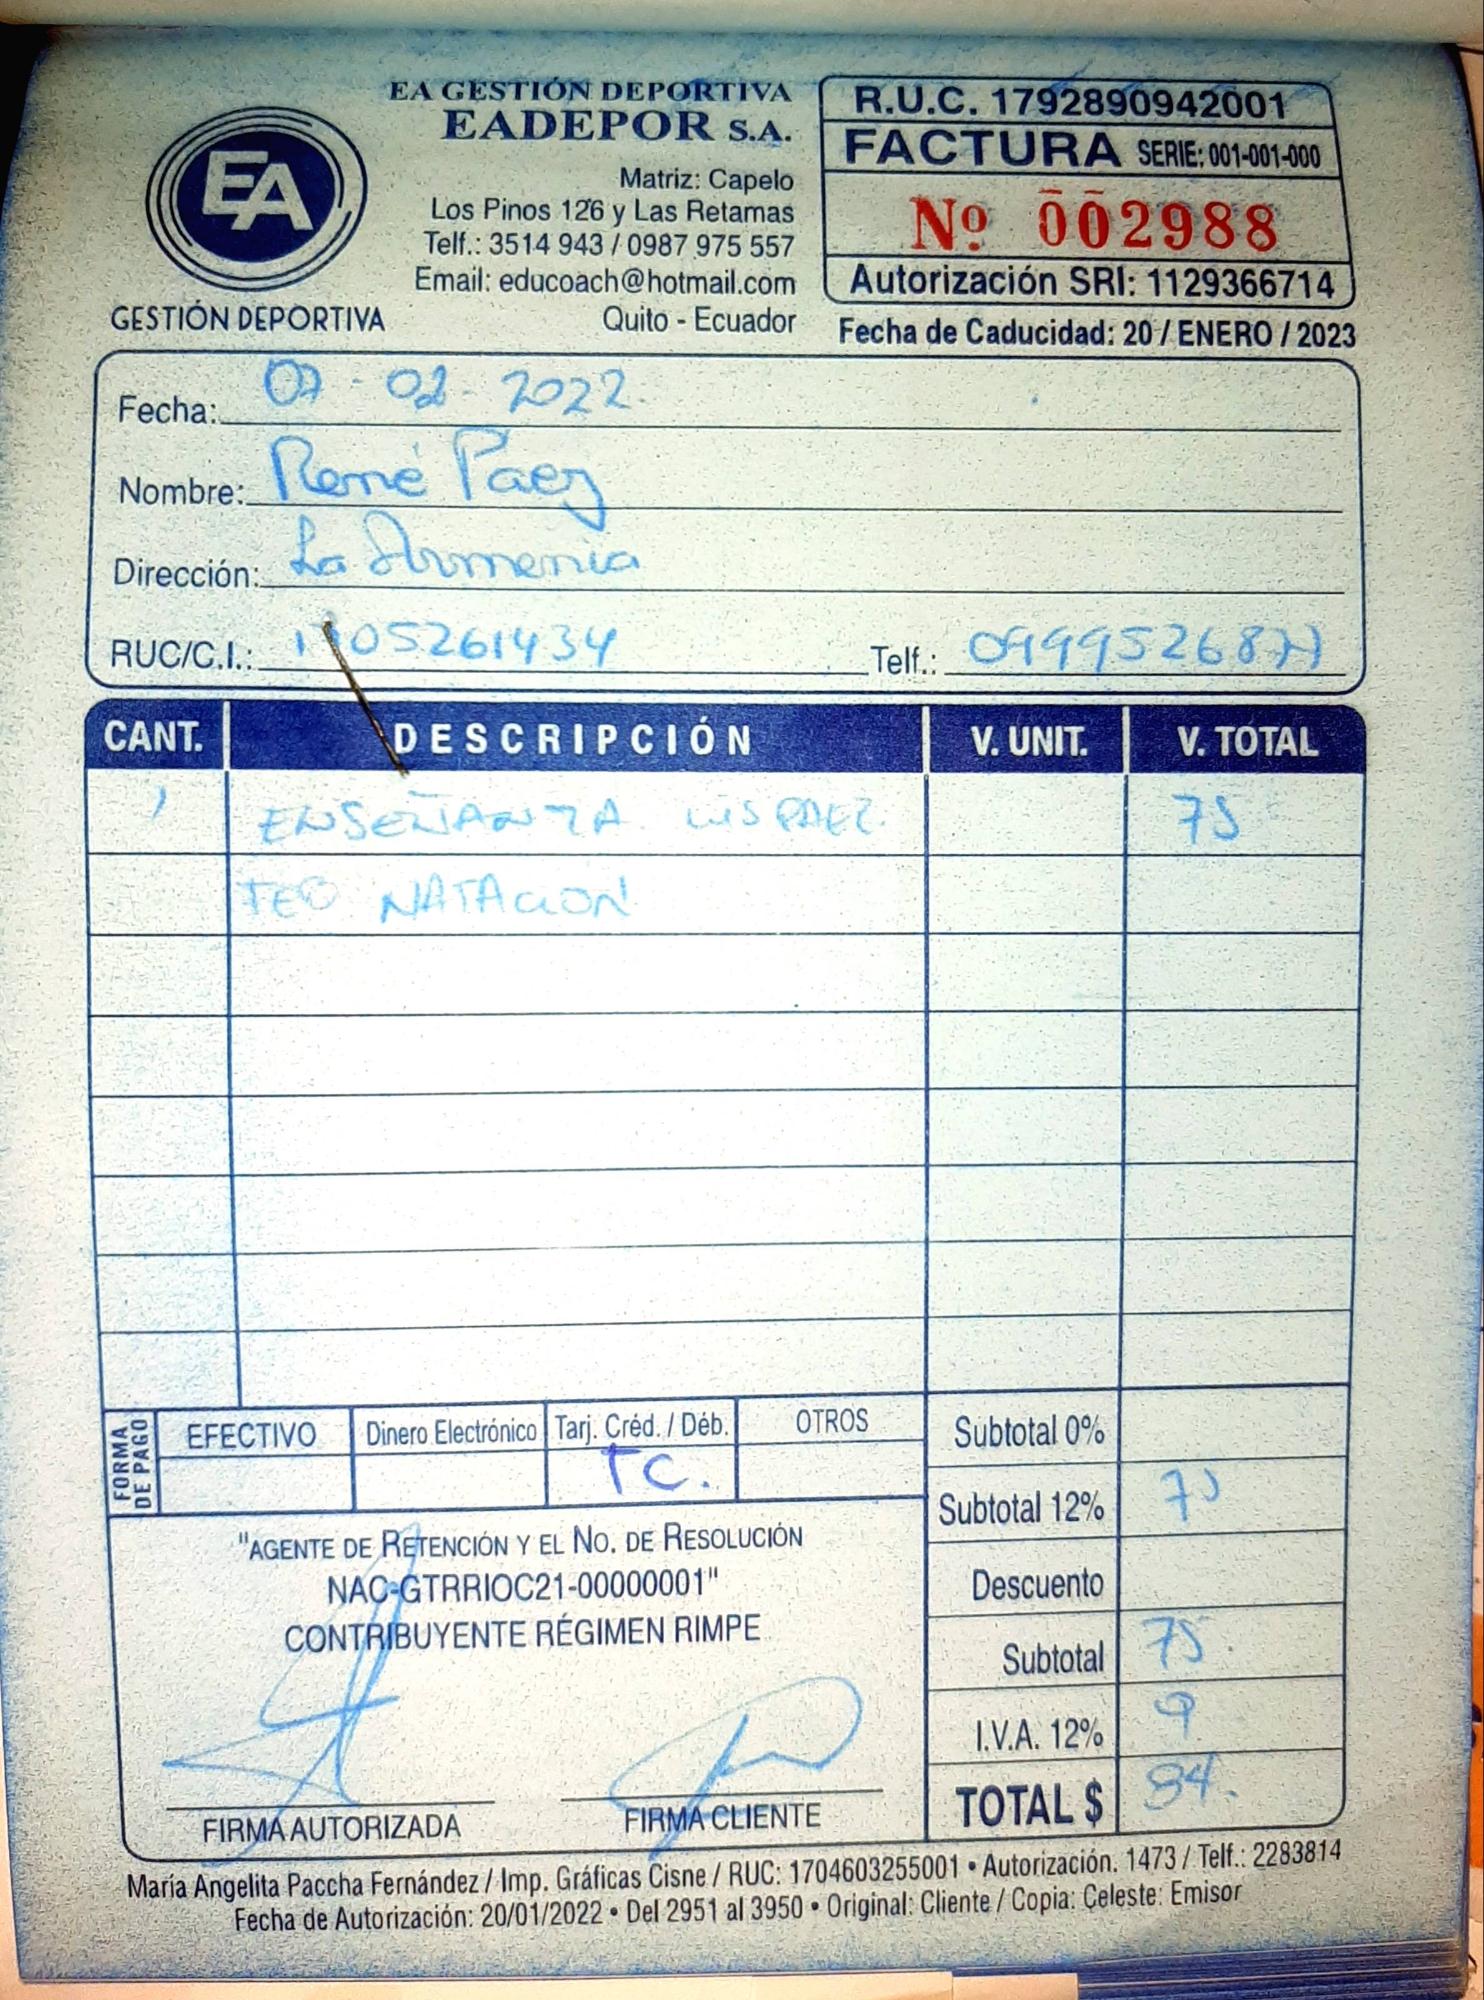 EA
GESTIÓN DEPORTIVA
EA GESTIÓN DEPORTIVA
EADEPOR S.A.
Matriz: Capelo
Los Pinos 126 y Las Retamas
Telf.: 3514 943 / 0987 975 557
Email: educoach@hotmail.com
Quito - Ecuador
R.U.C. 1792890942001
FACTURA SERIE: 001-001-000
Nº 002988
Autorización SRI: 1129366714
Fecha de Caducidad: 20 / ENERO / 2023
Fecha: 07 - 02 - 2022.
Nombre: René Paez
Dirección: La Armenia
RUC/C.I.: 1705261434 Telf.:
CANT. DESCRIPCIÓN V. UNIT. V. TOTAL
1 ENSEÑANZA LUIS PAEZ. 75
FEB NATACION
FORMA DE PAGO
EFECTIVO Dinero Electrónico Tarj. Créd. / Déb. OTROS
TC.
Subtotal 0%
Subtotal 12% 75
Descuento
Subtotal 75.
I.V.A. 12% 9
TOTAL $ 84.
"AGENTE DE RETENCIÓN Y EL NO. DE RESOLUCIÓN
NAC-GTRRIOC21-00000001"
CONTRIBUYENTE RÉGIMEN RIMPE
FIRMA AUTORIZADA FIRMA CLIENTE
María Angelita Paccha Fernández / Imp. Gráficas Cisne / RUC: 1704603255001 • Autorización. 1473 / Telf.: 2283814
Fecha de Autorización: 20/01/2022 • Del 2951 al 3950 • Original: Cliente / Copia: Celeste: Emisor